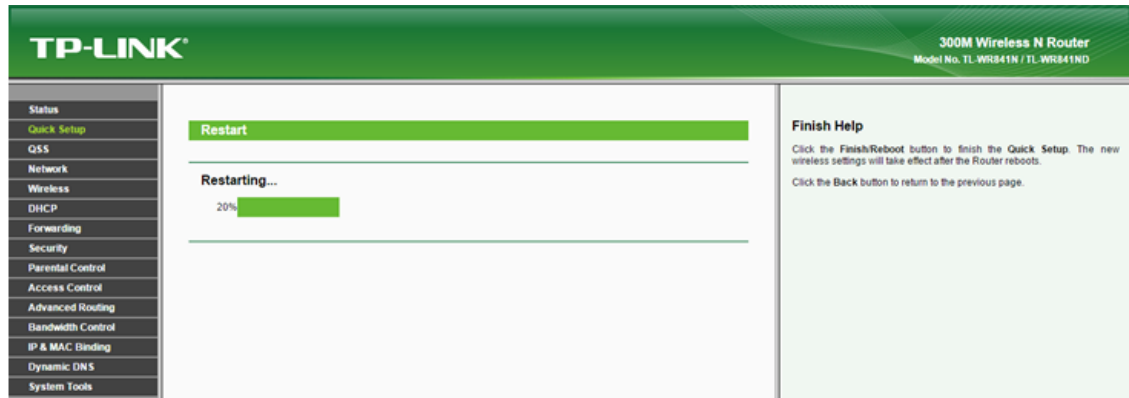 TP-LINK®
300M Wireless N Router
Model No. TL-WR841N / TL-WR841ND
Status
Quick Setup
QSS
Network
Wireless
DHCP
Forwarding
Security
Parental Control
Access Control
Advanced Routing
Bandwidth Control
IP & MAC Binding
Dynamic DNS
System Tools
Restart
Restarting...
20%
Finish Help
Click the Finish/Reboot button to finish the Quick Setup. The new
wireless settings will take effect after the Router reboots.
Click the Back button to return to the previous page.